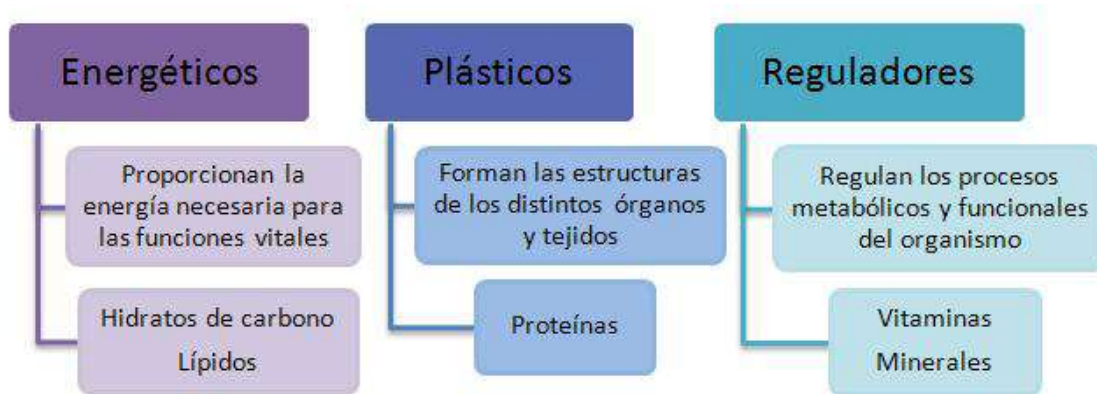 Energéticos
Proporcionan la
energía necesaria para
las funciones vitales
Hidratos de carbono
Lípidos
Plásticos
Forman las estructuras
de los distintos órganos
y tejidos
Proteínas
Reguladores
Regulan los procesos
metabólicos y funcionales
del organismo
Vitaminas
Minerales